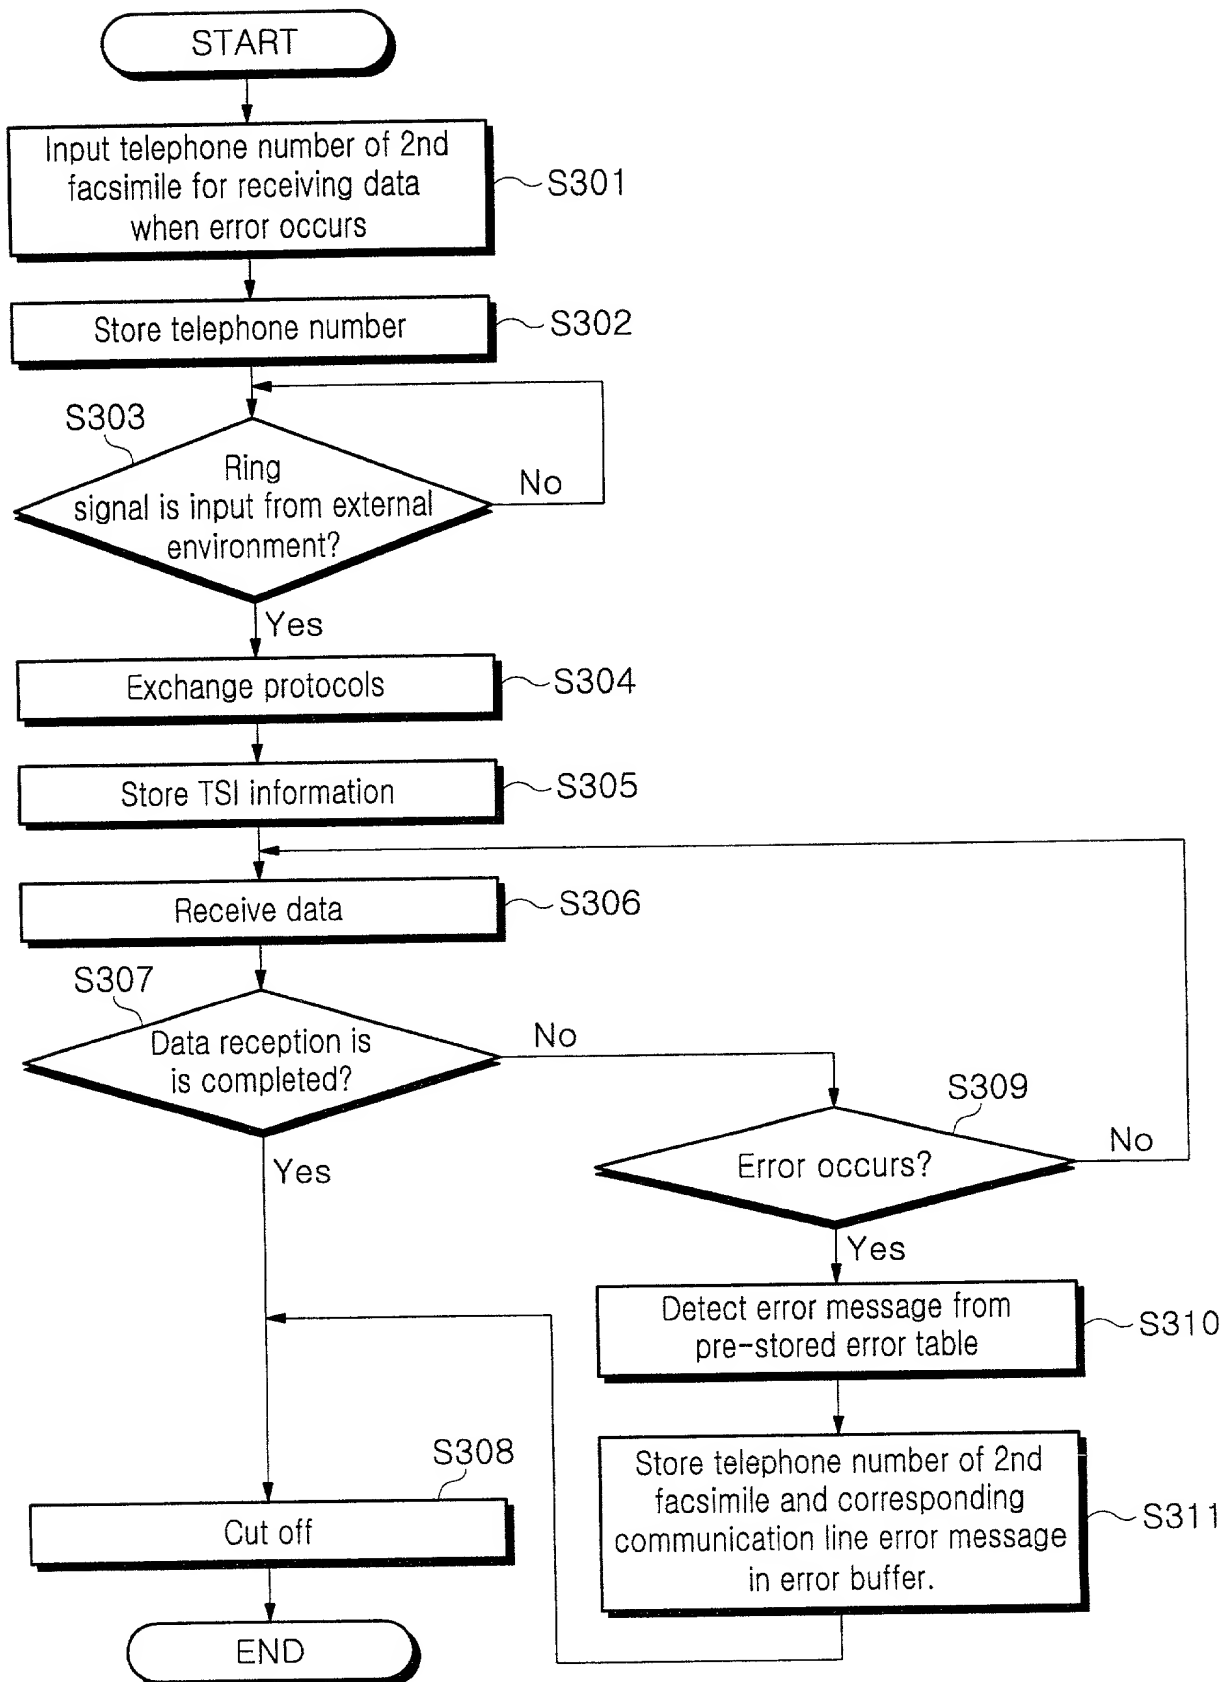 START
Input telephone number of 2nd
facsimile for receiving data
when error occurs
S301
Store telephone number
S302
S303
Ring
signal is input from external
environment?
No
Yes
Exchange protocols
S304
Store TSI information
S305
Receive data
S306
S307
Data reception is
is completed?
No
Yes
S309
Error occurs?
No
Yes
Detect error message from
pre-stored error table
S310
Store telephone number of 2nd
facsimile and corresponding
communication line error message
in error buffer.
S311
S308
Cut off
END